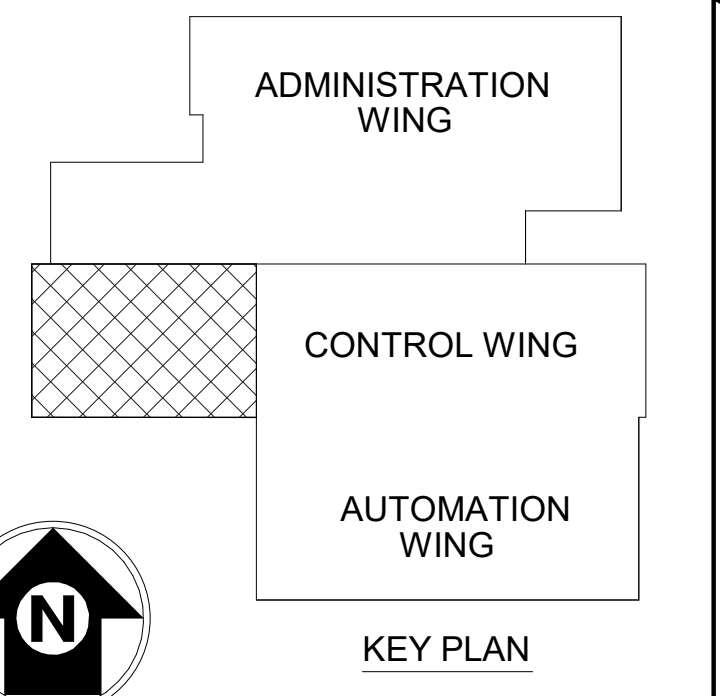 ADMINISTRATION
WING
CONTROL WING
AUTOMATION
WING
N
KEY PLAN